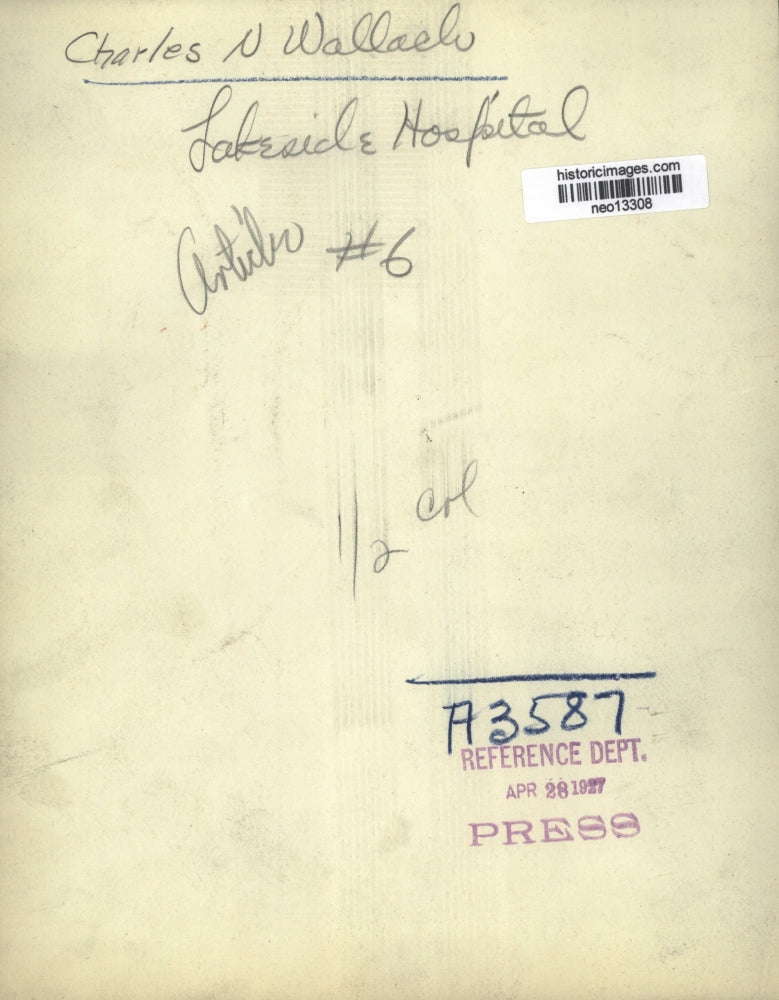 Charles N Wallach
Lakeside Hospital
historicimages.com
neo13308
Article #6
1/2 col
A3587
REFERENCE DEPT.
APR 28 1927
PRESS